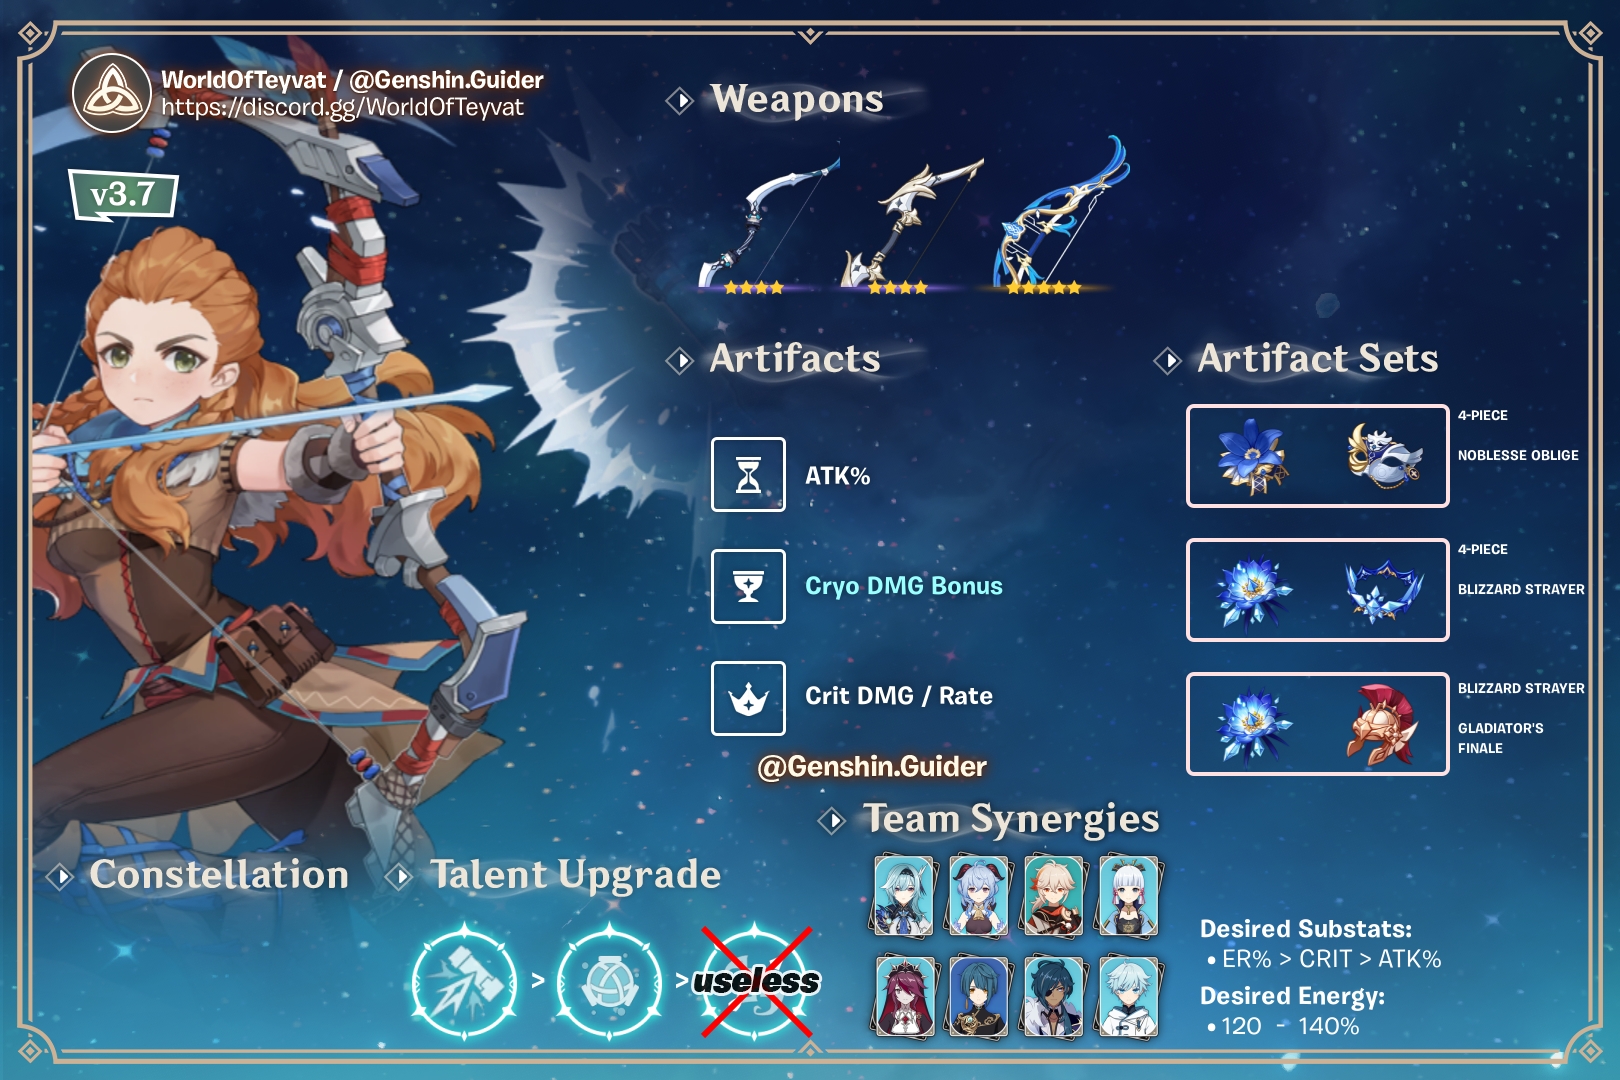 WorldOfTeyvat / @Genshin.Guider
https://discord.gg/WorldOfTeyvat
v3.7
Weapons
Artifacts
ATK%
Cryo DMG Bonus
Crit DMG / Rate
@Genshin.Guider
Artifact Sets
4-PIECE
NOBLESSE OBLIGE
4-PIECE
BLIZZARD STRAYER
BLIZZARD STRAYER
GLADIATOR'S
FINALE
Constellation
Talent Upgrade
> > useless
Team Synergies
Desired Substats:
• ER% > CRIT > ATK%
Desired Energy:
• 120 - 140%